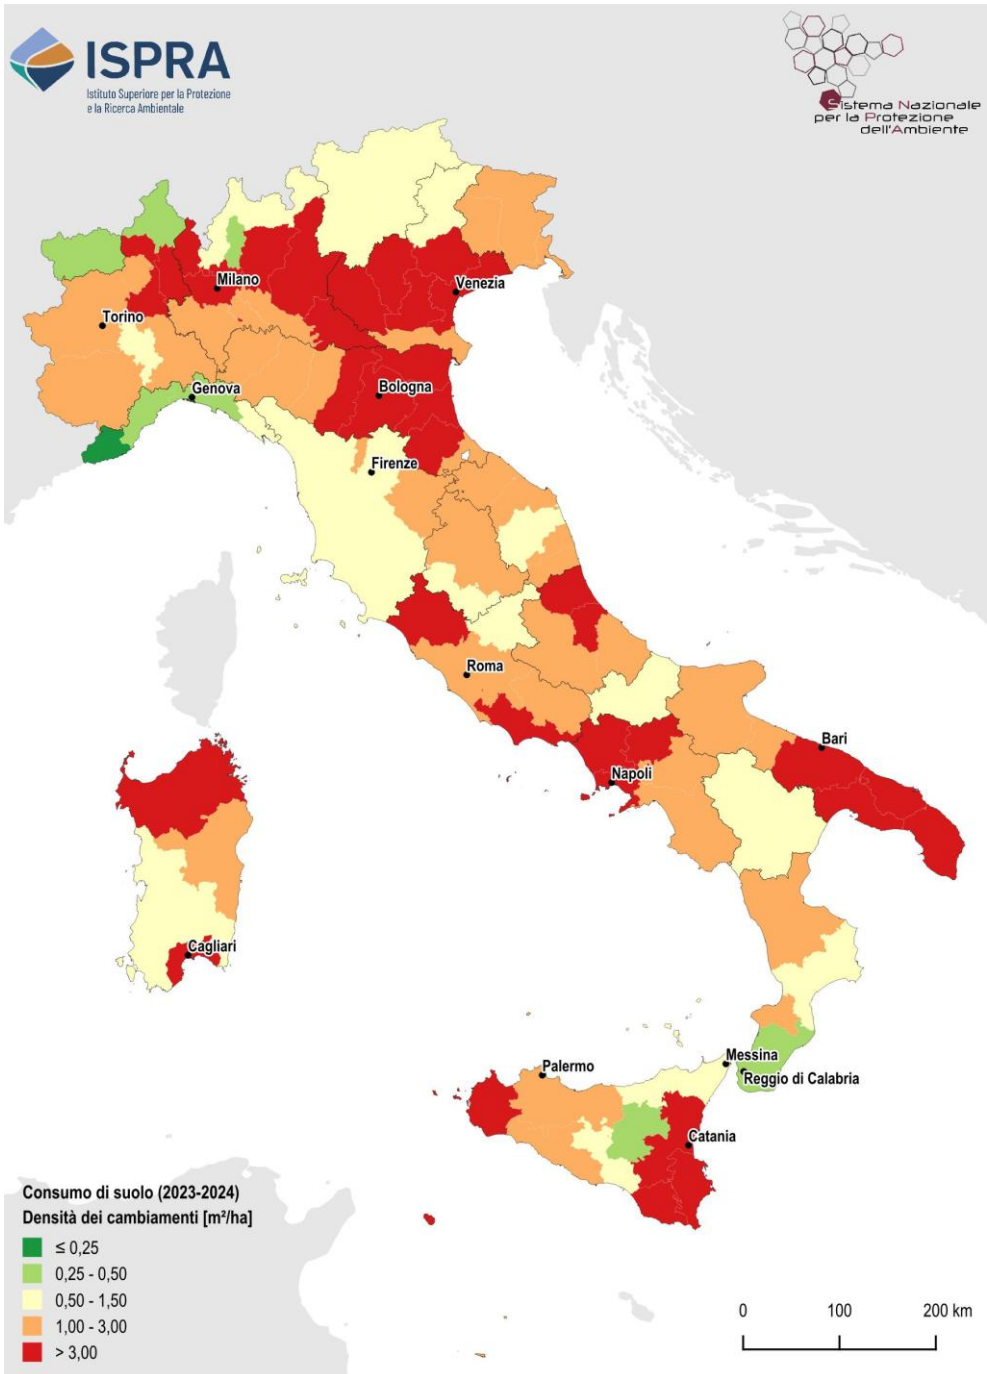 ISPRA
Istituto Superiore per la Protezione
e la Ricerca Ambientale
Sistema Nazionale
per la Protezione
dell'Ambiente
Milano
Venezia
Torino
Genova
Bologna
Firenze
Roma
Bari
Napoli
Cagliari
Palermo
Messina
Reggio di Calabria
Catania
Consumo di suolo (2023-2024)
Densità dei cambiamenti [m²/ha]
≤ 0,25
0,25 - 0,50
0,50 - 1,50
1,00 - 3,00
> 3,00
0 100 200 km